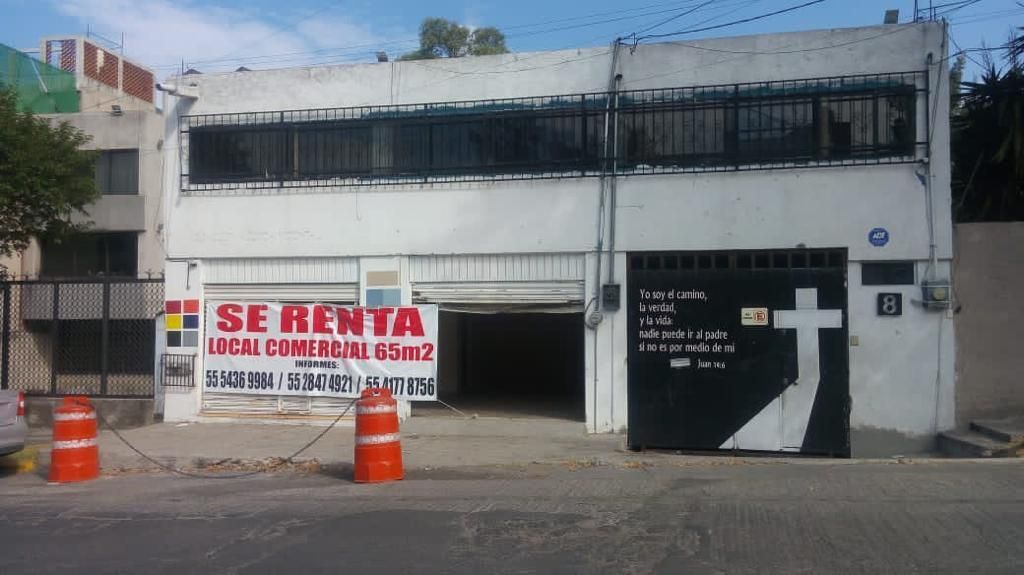 SE RENTA
LOCAL COMERCIAL 65m2
INFORMES:
55 5436 9984 / 55 2847 4921 / 55 4177 8756
Yo soy el camino,
la verdad,
y la vida:
nadie puede ir al padre
si no es por medio de mi
Juan 14:6
E
ADT
8